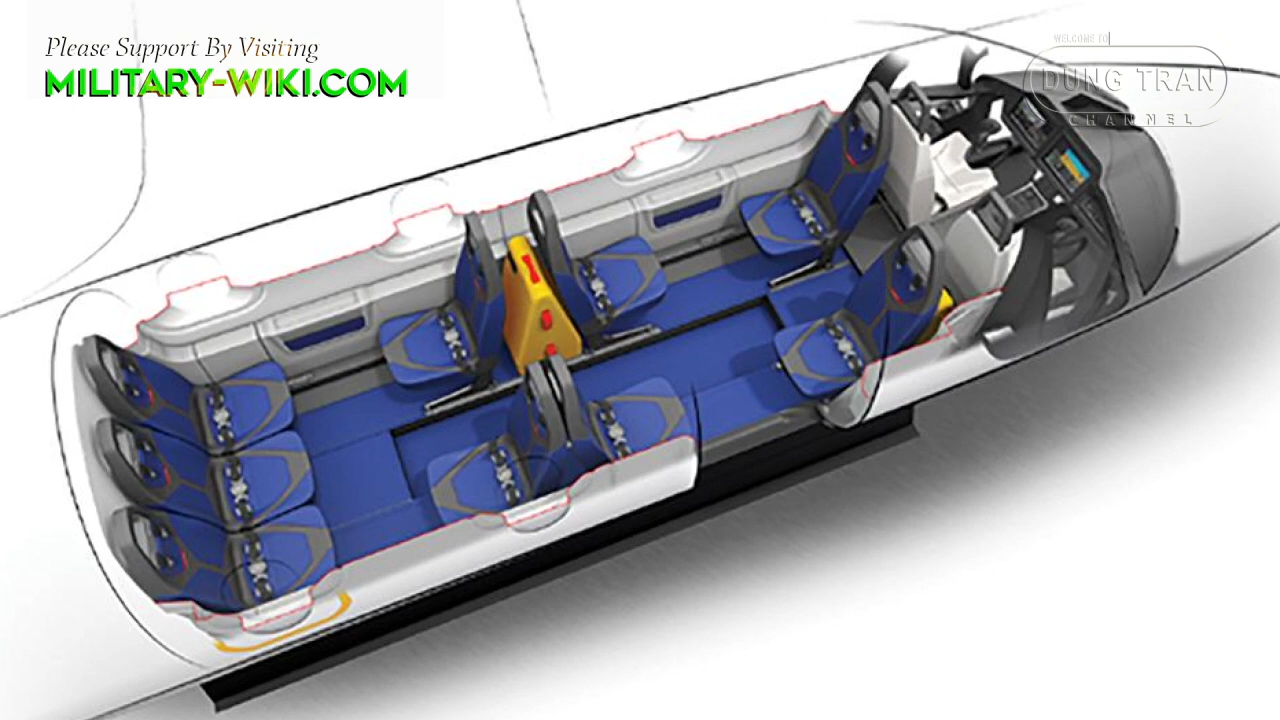 Please Support By Visiting
MILITARY-WIKI.COM
WELCOME TO
DUNG TRAN
CHANNEL